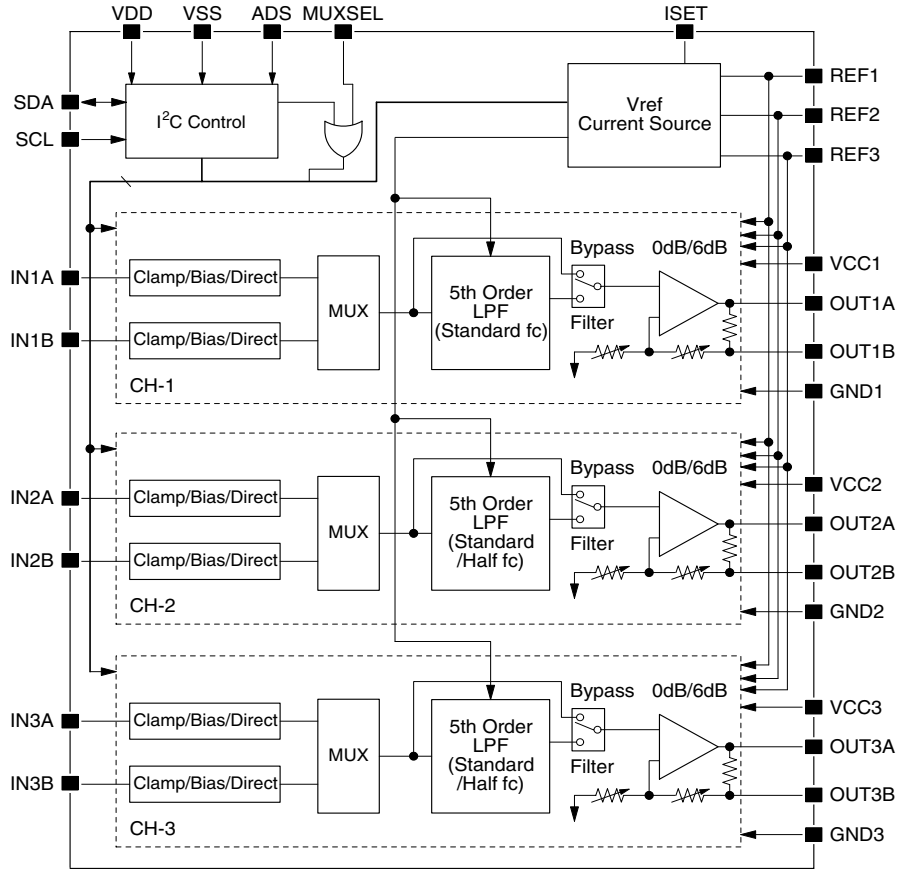 VDD
VSS
ADS
MUXSEL
ISET
SDA
SCL
I²C Control
Vref
Current Source
REF1
REF2
REF3
IN1A
IN1B
Clamp/Bias/Direct
Clamp/Bias/Direct
MUX
5th Order
LPF
(Standard fc)
Bypass
Filter
0dB/6dB
CH-1
VCC1
OUT1A
OUT1B
GND1
IN2A
IN2B
Clamp/Bias/Direct
Clamp/Bias/Direct
MUX
5th Order
LPF
(Standard
/Half fc)
Bypass
Filter
0dB/6dB
CH-2
VCC2
OUT2A
OUT2B
GND2
IN3A
IN3B
Clamp/Bias/Direct
Clamp/Bias/Direct
MUX
5th Order
LPF
(Standard
/Half fc)
Bypass
Filter
0dB/6dB
CH-3
VCC3
OUT3A
OUT3B
GND3